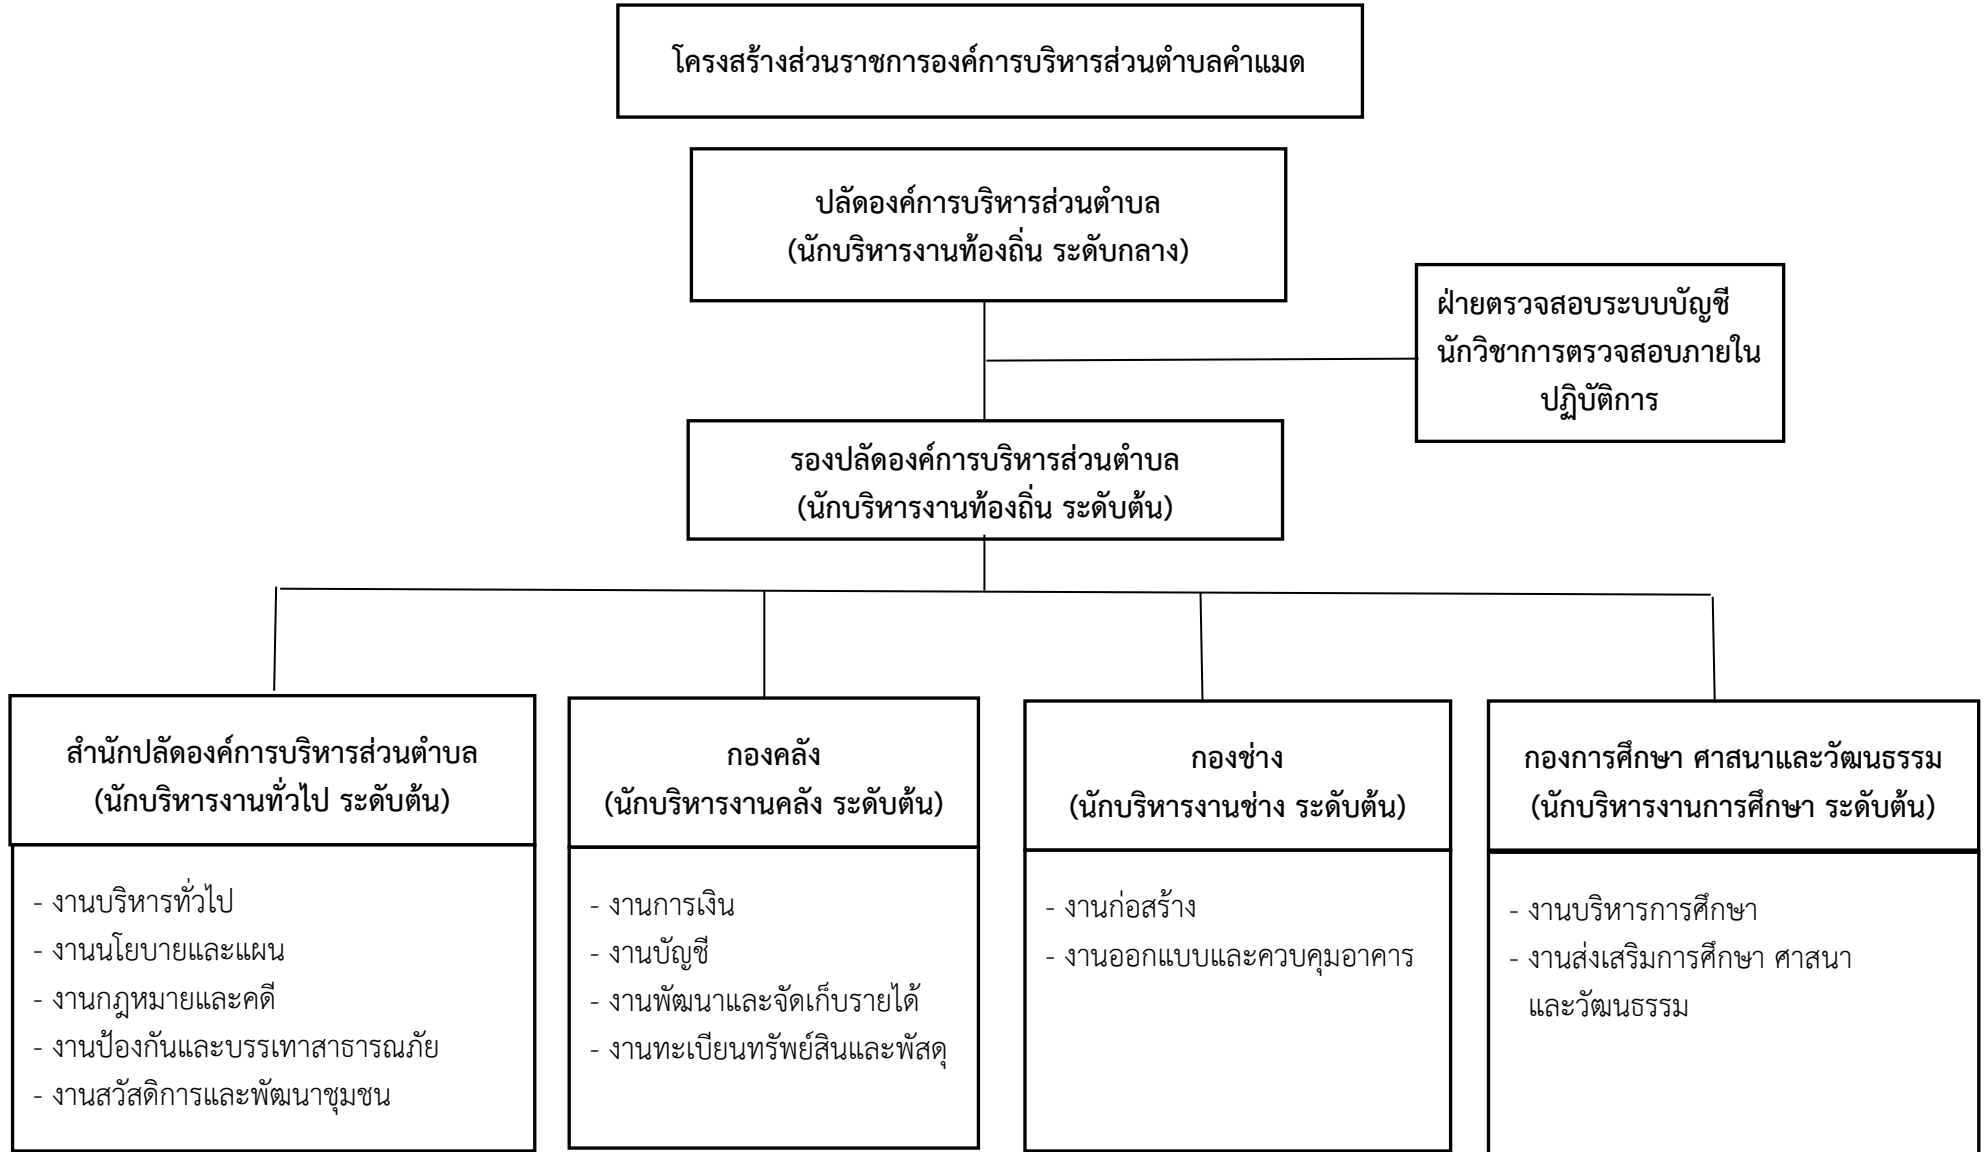 โครงสร้างส่วนราชการองค์การบริหารส่วนตำบลคำแมด
ปลัดองค์การบริหารส่วนตำบล
(นักบริหารงานท้องถิ่น ระดับกลาง)
ฝ่ายตรวจสอบระบบบัญชี
นักวิชาการตรวจสอบภายใน
ปฏิบัติการ
รองปลัดองค์การบริหารส่วนตำบล
(นักบริหารงานท้องถิ่น ระดับต้น)
สำนักปลัดองค์การบริหารส่วนตำบล
(นักบริหารงานทั่วไป ระดับต้น)
- งานบริหารทั่วไป
- งานนโยบายและแผน
- งานกฎหมายและคดี
- งานป้องกันและบรรเทาสาธารณภัย
- งานสวัสดิการและพัฒนาชุมชน
กองคลัง
(นักบริหารงานคลัง ระดับต้น)
- งานการเงิน
- งานบัญชี
- งานพัฒนาและจัดเก็บรายได้
- งานทะเบียนทรัพย์สินและพัสดุ
กองช่าง
(นักบริหารงานช่าง ระดับต้น)
- งานก่อสร้าง
- งานออกแบบและควบคุมอาคาร
กองการศึกษา ศาสนาและวัฒนธรรม
(นักบริหารงานการศึกษา ระดับต้น)
- งานบริหารการศึกษา
- งานส่งเสริมการศึกษา ศาสนา
และวัฒนธรรม